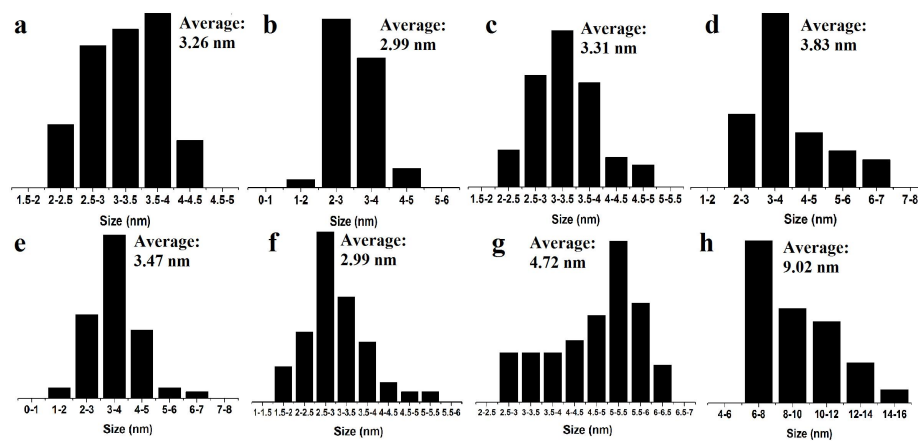 a
Average:
3.26 nm
1.5-2 2-2.5 2.5-3 3-3.5 3.5-4 4-4.5 4.5-5
Size (nm)
b
Average:
2.99 nm
0-1 1-2 2-3 3-4 4-5 5-6
Size (nm)
c
Average:
3.31 nm
1.5-2 2-2.5 2.5-3 3-3.5 3.5-4 4-4.5 4.5-5 5-5.5
Size (nm)
d
Average:
3.83 nm
1-2 2-3 3-4 4-5 5-6 6-7 7-8
Size (nm)
e
Average:
3.47 nm
0-1 1-2 2-3 3-4 4-5 5-6 6-7 7-8
Size (nm)
f
Average:
2.99 nm
1-1.5 1.5-2 2-2.5 2.5-3 3-3.5 3.5-4 4-4.5 4.5-5 5-5.5 5.5-6
Size (nm)
g
Average:
4.72 nm
2-2.5 2.5-3 3-3.5 3.5-4 4-4.5 4.5-5 5-5.5 5.5-6 6-6.5 6.5-7
Size (nm)
h
Average:
9.02 nm
4-6 6-8 8-10 10-12 12-14 14-16
Size (nm)